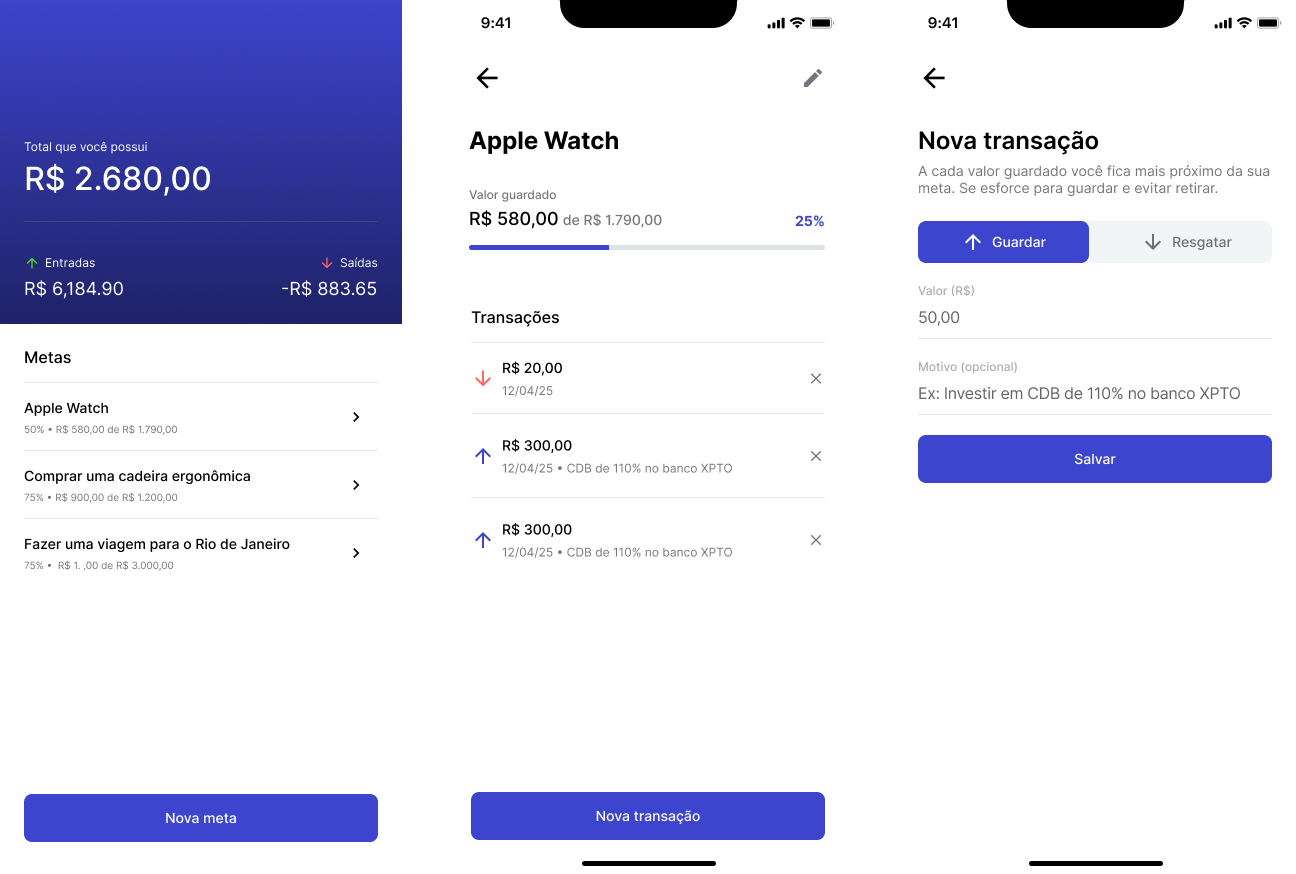 Total que você possui
R$ 2.680,00
Entradas
Saídas
R$ 6,184.90
-R$ 883.65
Metas
Apple Watch
50% • R$ 580,00 de R$ 1.790,00
Comprar uma cadeira ergonômica
75% • R$ 900,00 de R$ 1.200,00
Fazer uma viagem para o Rio de Janeiro
75% • R$ 1. ,00 de R$ 3.000,00
Nova meta
9:41
Apple Watch
Valor guardado
R$ 580,00 de R$ 1.790,00
25%
Transações
R$ 20,00
12/04/25
R$ 300,00
12/04/25 • CDB de 110% no banco XPTO
R$ 300,00
12/04/25 • CDB de 110% no banco XPTO
Nova transação
9:41
Nova transação
A cada valor guardado você fica mais próximo da sua
meta. Se esforce para guardar e evitar retirar.
Guardar
Resgatar
Valor (R$)
50,00
Motivo (opcional)
Ex: Investir em CDB de 110% no banco XPTO
Salvar